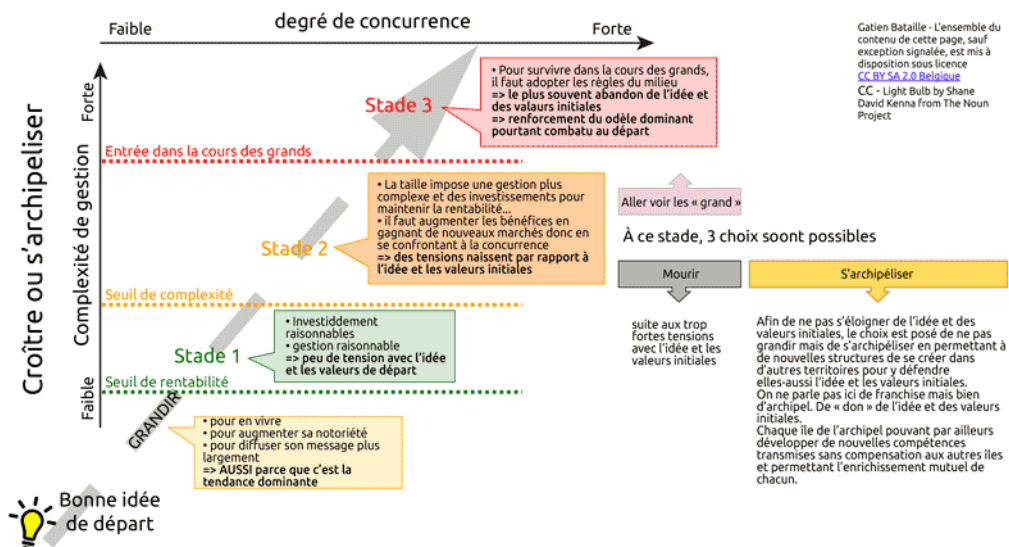 Croître ou s'archipeliser
degré de concurrence
Faible
Forte
Complexité de gestion
Forte
Faible
Gatien Bataille - L'ensemble du
contenu de cette page, sauf
exception signalée, est mis à
disposition sous licence
CC BY SA 2.0 Belgique
CC - Light Bulb by Shane
David Kenna from The Noun
Project
Stade 3
• Pour survivre dans la cours des grands,
il faut adopter les règles du milieu
=> le plus souvent abandon de l'idée et
des valeurs initiales
=> renforcement du odèle dominant
pourtant combatu au départ
Entrée dans la cours des grands
Stade 2
• La taille impose une gestion plus
complexe et des investissements pour
maintenir la rentabilité...
• il faut augmenter les bénéfices en
gagnant de nouveaux marchés donc en
se confrontant à la concurrence
=> des tensions naissent par rapport à
l'idée et les valeurs initiales
Aller voir les « grand »
À ce stade, 3 choix soont possibles
Mourir
suite aux trop
fortes tensions
avec l'idée et les
valeurs initiales
S'archipéliser
Afin de ne pas s'éloigner de l'idée et des
valeurs initiales, le choix est posé de ne pas
grandir mais de s'archipéliser en permettant à
de nouvelles structures de se créer dans
d'autres territoires pour y défendre
elles-aussi l'idée et les valeurs initiales.
On ne parle pas ici de franchise mais bien
d'archipel. De « don » de l'idée et des valeurs
initiales.
Chaque île de l'archipel pouvant par ailleurs
développer de nouvelles compétences
transmises sans compensation aux autres îles
et permettant l'enrichissement mutuel de
chacun.
Seuil de complexité
Stade 1
• Investiddement
raisonnables
• gestion raisonnable
=> peu de tension avec l'idée
et les valeurs de départ
Seuil de rentabilité
GRANDIR
• pour en vivre
• pour augmenter sa notoriété
• pour diffuser son message plus
largement
=> AUSSI parce que c'est la
tendance dominante
Bonne idée
de départ